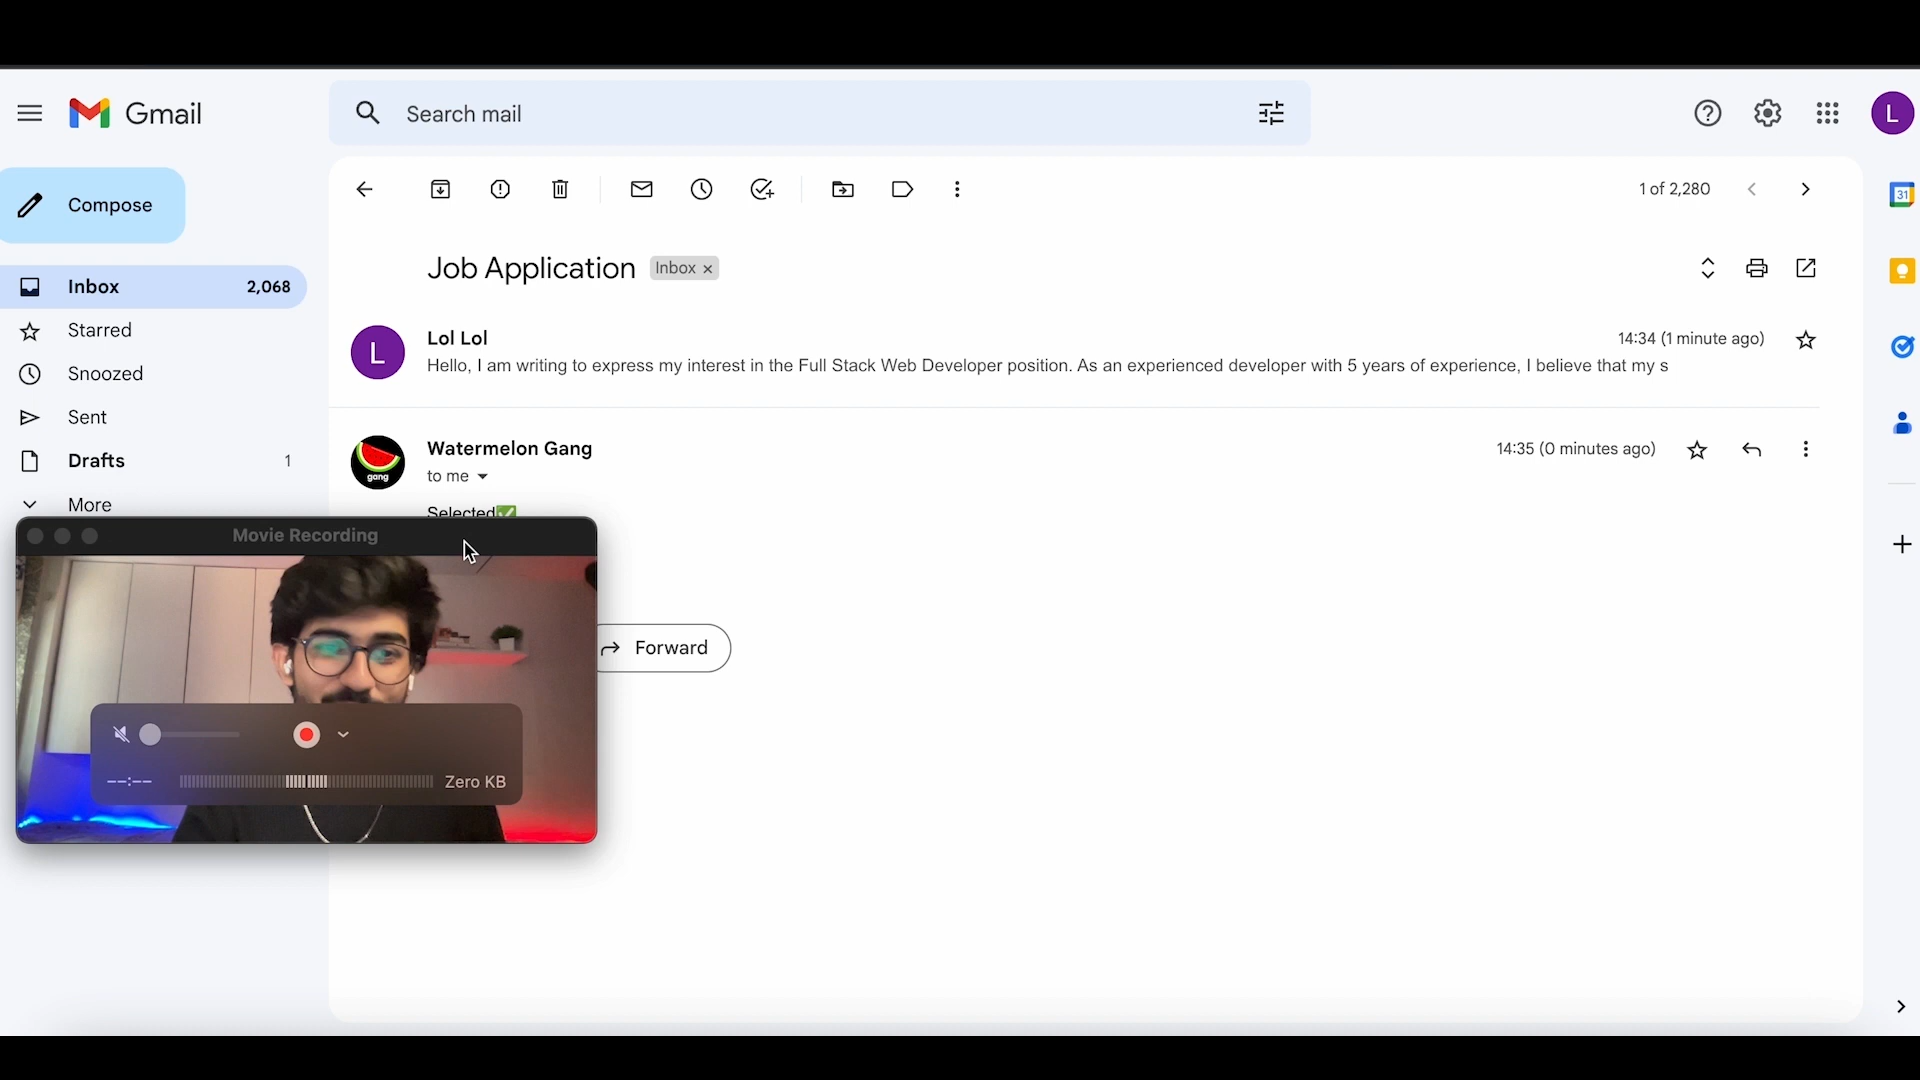 Gmail
Search mail
L
Compose
1 of 2,280
31
Inbox 2,068
Job Application Inbox ×
Starred
Lol Lol 14:34 (1 minute ago)
L
Hello, I am writing to express my interest in the Full Stack Web Developer position. As an experienced developer with 5 years of experience, I believe that my s
Snoozed
Sent
Watermelon Gang 14:35 (0 minutes ago)
gang
to me
Drafts 1
More
Selected✅
Movie Recording
Forward
--:-- Zero KB